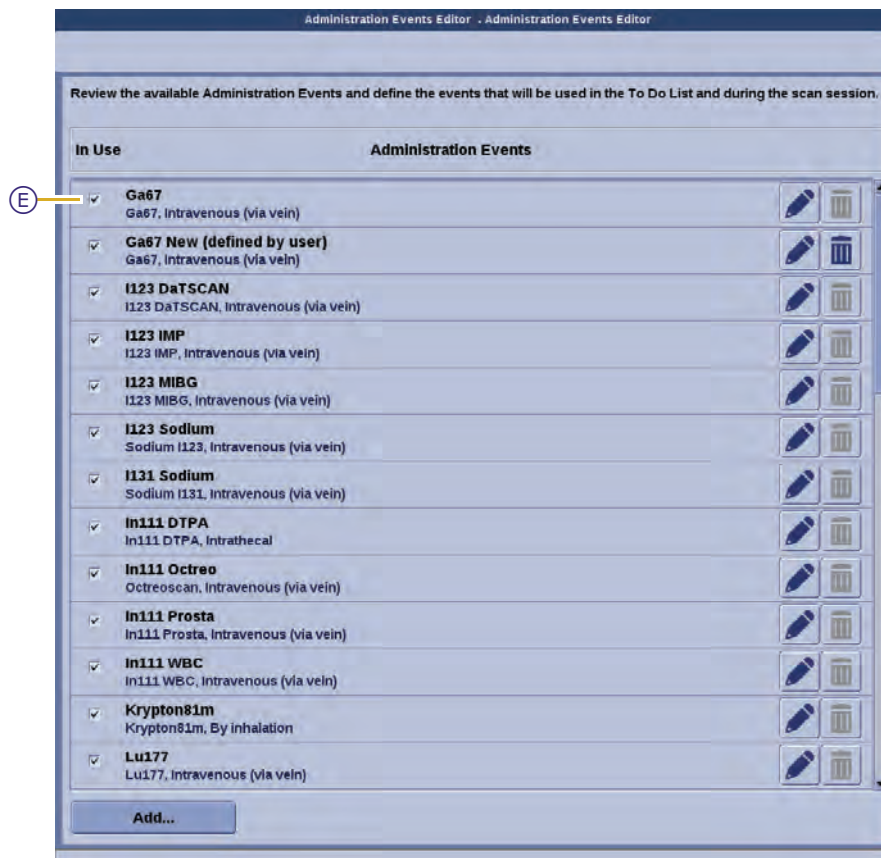 Administration Events Editor . Administration Events Editor
Review the available Administration Events and define the events that will be used in the To Do List and during the scan session.
In Use Administration Events
E
Ga67
Ga67, Intravenous (via vein)
Ga67 New (defined by user)
Ga67, Intravenous (via vein)
I123 DaTSCAN
I123 DaTSCAN, Intravenous (via vein)
I123 IMP
I123 IMP, Intravenous (via vein)
I123 MIBG
I123 MIBG, Intravenous (via vein)
I123 Sodium
Sodium I123, Intravenous (via vein)
I131 Sodium
Sodium I131, Intravenous (via vein)
In111 DTPA
In111 DTPA, Intrathecal
In111 Octreo
Octreoscan, Intravenous (via vein)
In111 Prosta
In111 Prosta, Intravenous (via vein)
In111 WBC
In111 WBC, Intravenous (via vein)
Krypton81m
Krypton81m, By inhalation
Lu177
Lu177, Intravenous (via vein)
Add...